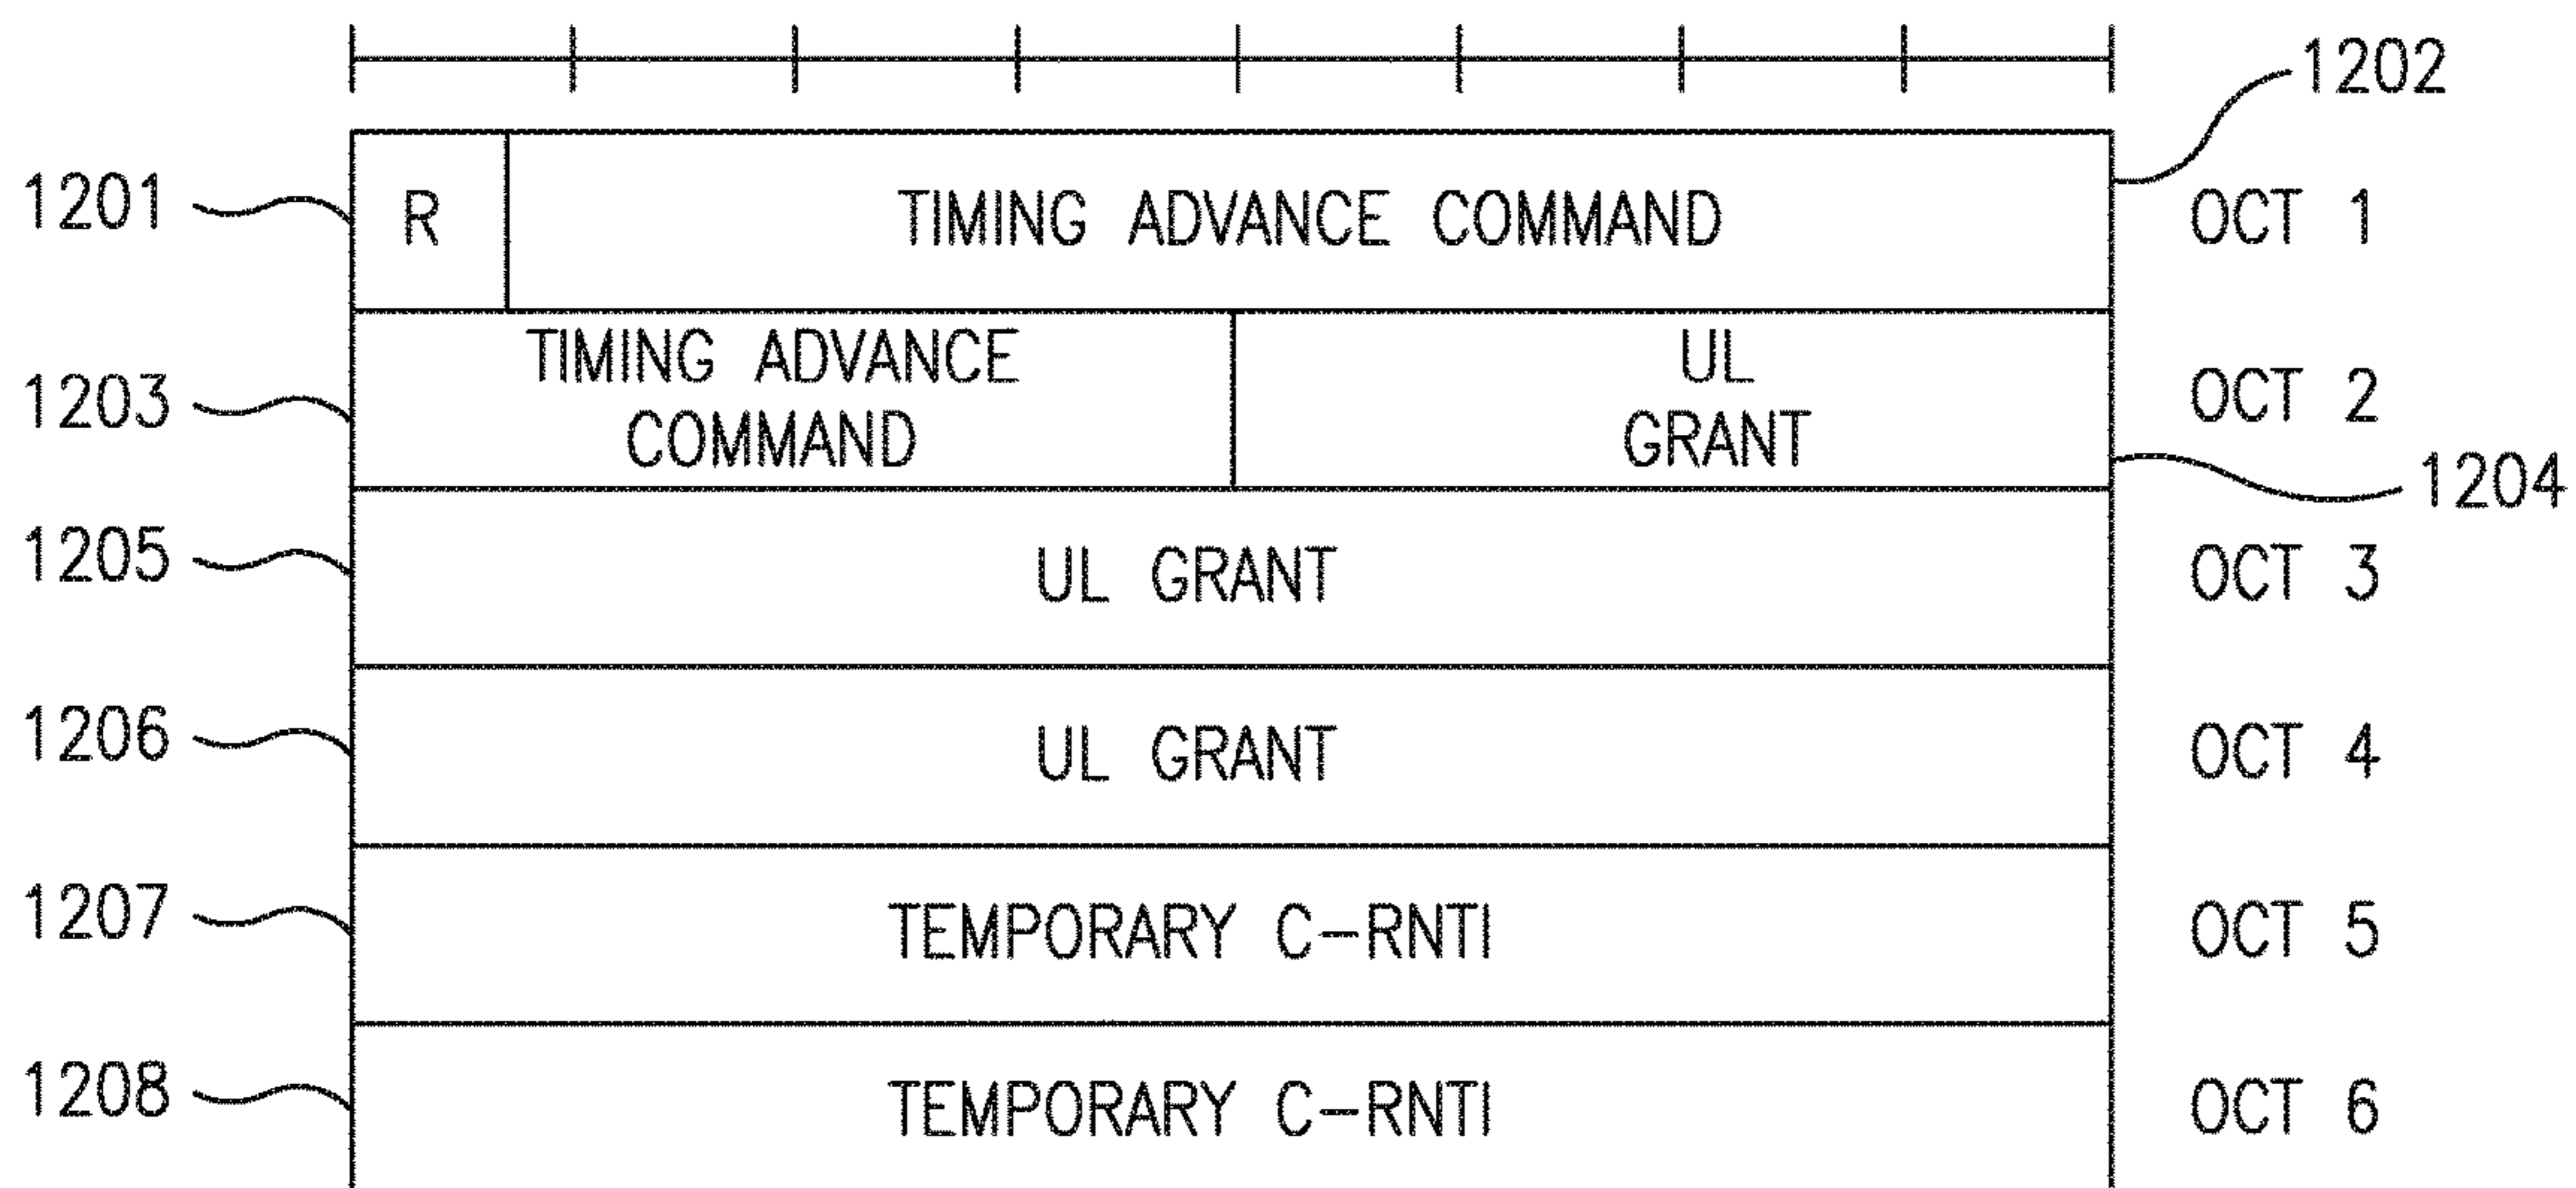 1202
1201 R TIMING ADVANCE COMMAND OCT 1
1203 TIMING ADVANCE COMMAND UL GRANT OCT 2
1204
1205 UL GRANT OCT 3
1206 UL GRANT OCT 4
1207 TEMPORARY C-RNTI OCT 5
1208 TEMPORARY C-RNTI OCT 6